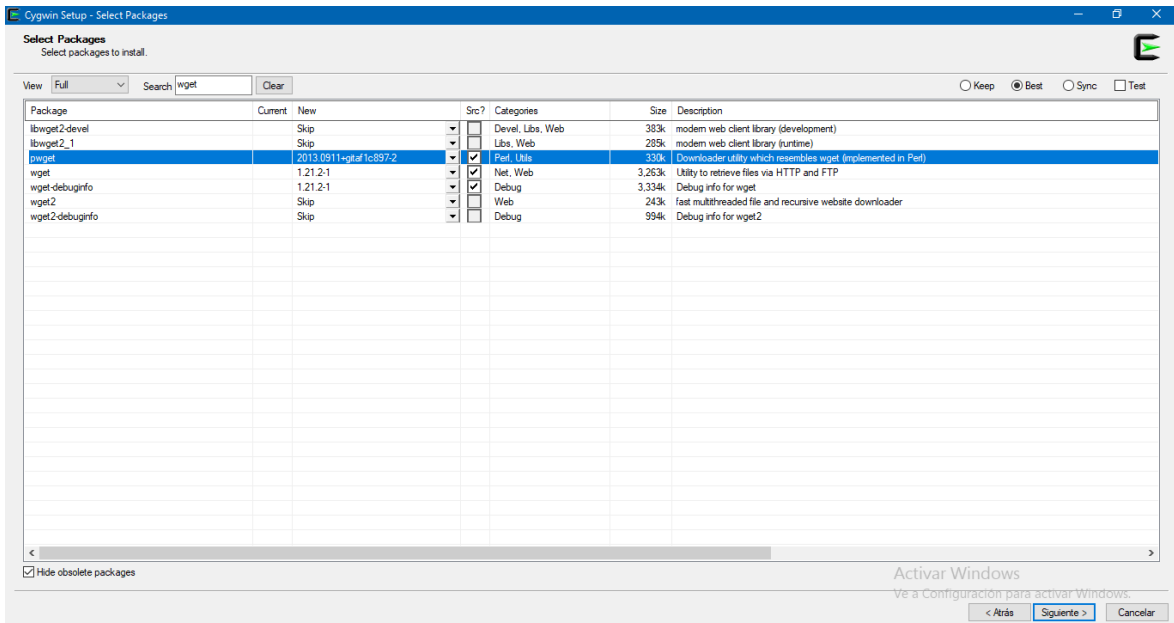 Cygwin Setup - Select Packages
Select Packages
Select packages to install.
View Full Search wget Clear Keep Best Sync Test
Package Current New Src? Categories Size Description
libwget2-devel Skip Devel, Libs, Web 383k modern web client library (development)
libwget2_1 Skip Libs, Web 285k modern web client library (runtime)
pwget 2013.0911+gitaf1c897-2 Perl, Utils 330k Downloader utility which resembles wget (implemented in Perl)
wget 1.21.2-1 Net, Web 3,263k Utility to retrieve files via HTTP and FTP
wget-debuginfo 1.21.2-1 Debug 3,334k Debug info for wget
wget2 Skip Web 243k fast multithreaded file and recursive website downloader
wget2-debuginfo Skip Debug 994k Debug info for wget2
Hide obsolete packages
Activar Windows
Ve a Configuración para activar Windows.
< Atrás Siguiente > Cancelar